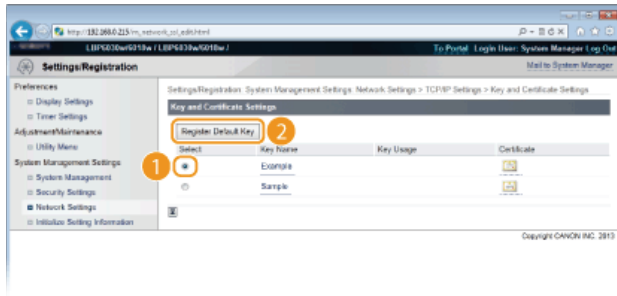 http://192.168.0.215/m_network_ssl_edit.html
LBP6030w/6018w / LBP6030w/6018w /
To Portal Login User: System Manager Log Out
Settings/Registration
Mail to System Manager
Preferences
Display Settings
Timer Settings
Adjustment/Maintenance
Utility Menu
System Management Settings
System Management
Security Settings
Network Settings
Initialize Setting Information
Settings/Registration: System Management Settings: Network Settings > TCP/IP Settings > Key and Certificate Settings
Key and Certificate Settings
Register Default Key
2
Select Key Name Key Usage Certificate
1
Example
Sample
Copyright CANON INC. 2013